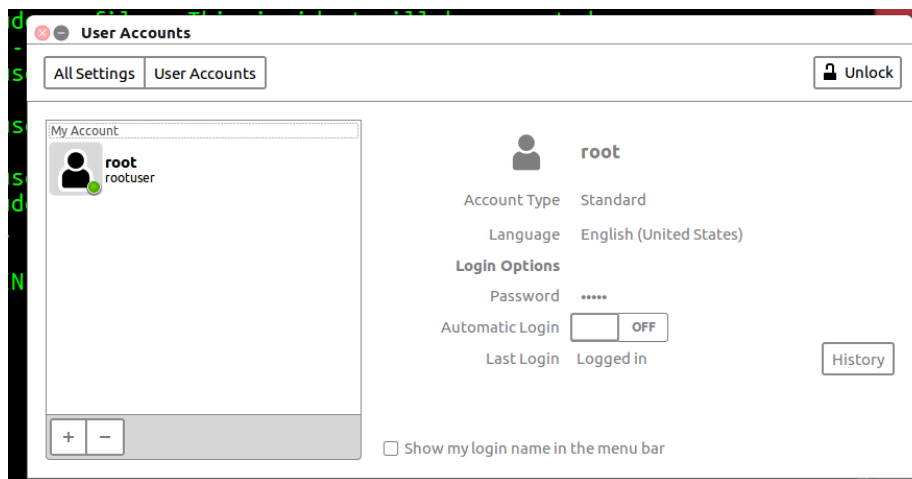 User Accounts
All Settings User Accounts
Unlock
My Account
root
rootuser
root
Account Type Standard
Language English (United States)
Login Options
Password •••••
Automatic Login OFF
Last Login Logged in
History
+ −
Show my login name in the menu bar